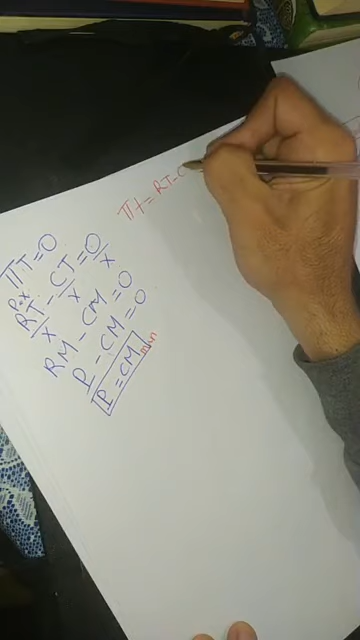 ΠT=0
P.x
RT/x - CT/x = 0/x
RM - CM = 0
P - CM = 0
P = CM min
Πt = RT - C